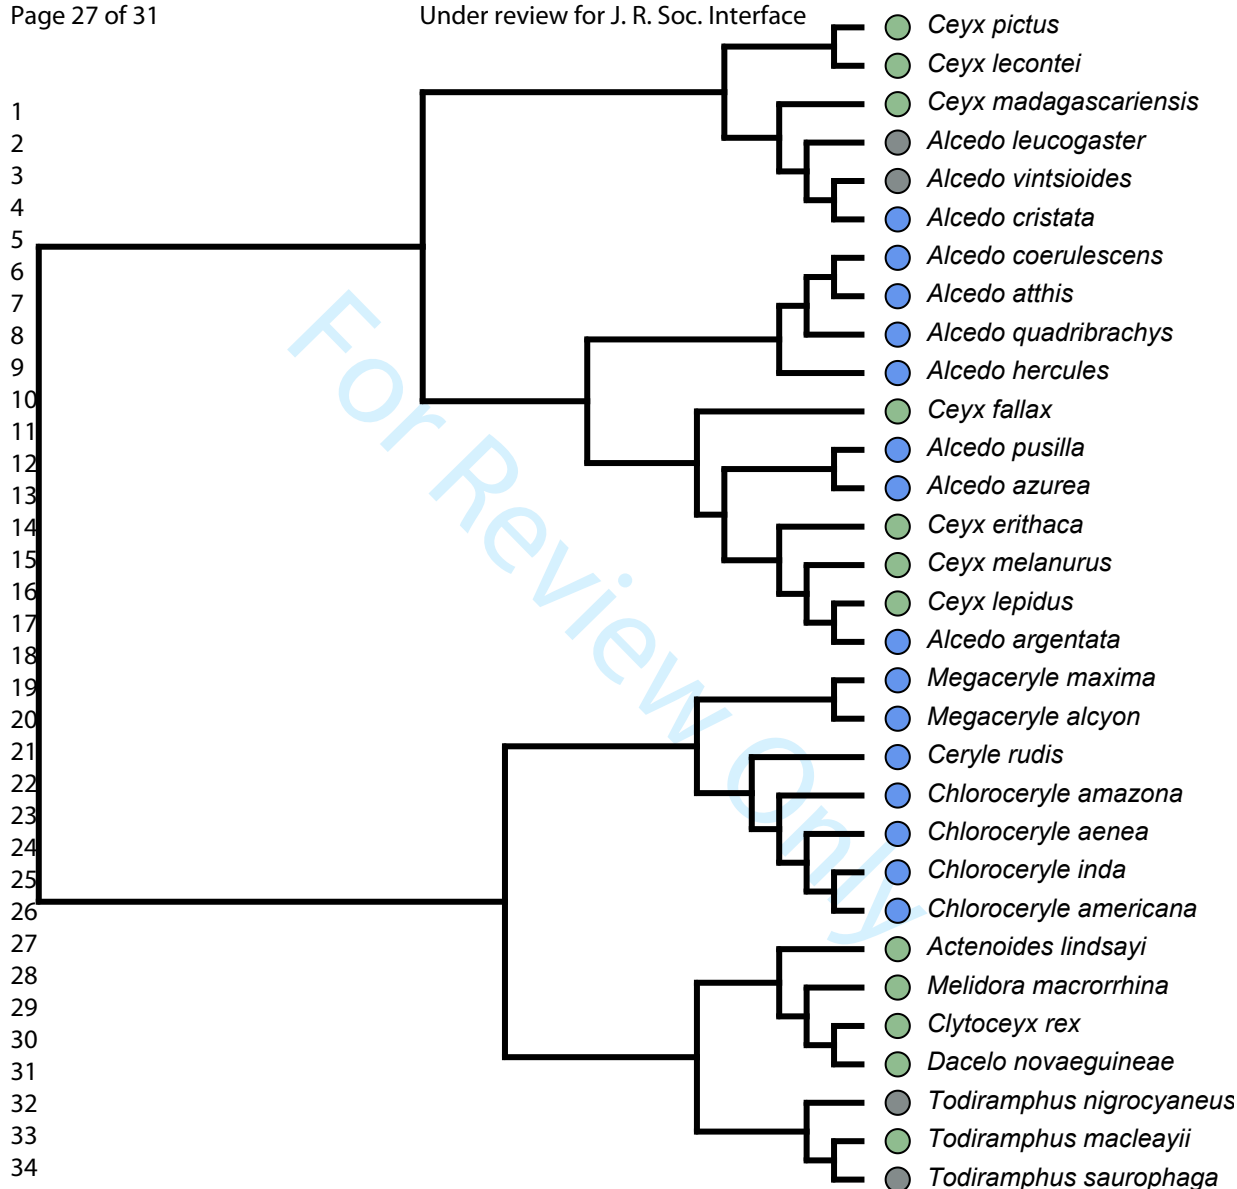 Page 27 of 31
Under review for J. R. Soc. Interface
Ceyx pictus
Ceyx lecontei
1
Ceyx madagascariensis
2
Alcedo leucogaster
3
Alcedo vintsioides
4
Alcedo cristata
5
Alcedo coerulescens
6
7
Alcedo atthis
8
Alcedo quadribrachys
9
Alcedo hercules
10
Ceyx fallax
11
12
Alcedo pusilla
13
Alcedo azurea
14
Ceyx erithaca
15
Ceyx melanurus
16
Ceyx lepidus
17
Alcedo argentata
18
19
Megaceryle maxima
20
Megaceryle alcyon
21
Ceryle rudis
22
Chloroceryle amazona
23
Chloroceryle aenea
24
Chloroceryle inda
25
26
Chloroceryle americana
27
Actenoides lindsayi
28
Melidora macrorrhina
29
Clytoceyx rex
30
Dacelo novaeguineae
31
32
Todiramphus nigrocyaneus
33
Todiramphus macleayii
34
Todiramphus saurophaga
For Review Only